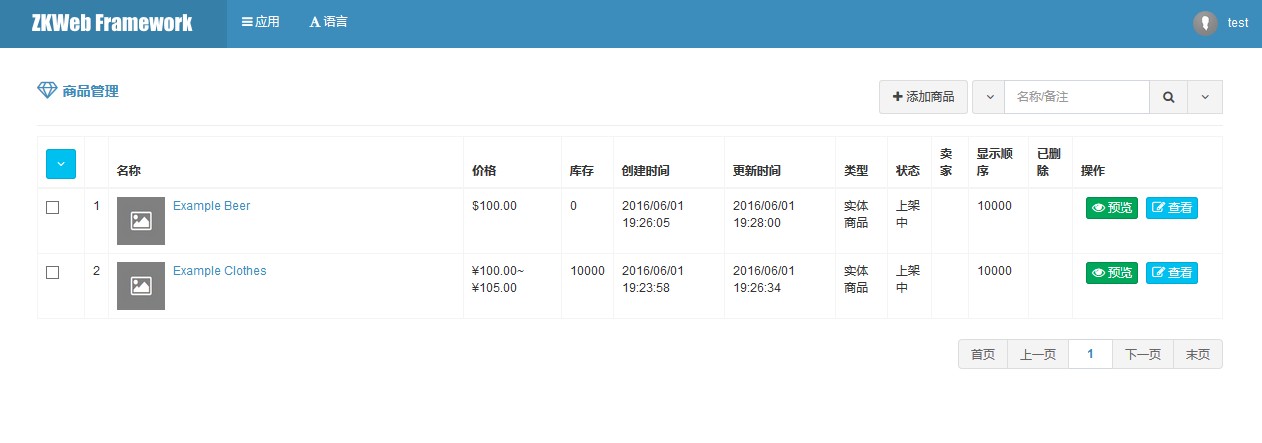 ZKWeb Framework 应用 语言 test
商品管理 添加商品 名称/备注
名称 价格 库存 创建时间 更新时间 类型 状态 卖家 显示顺序 已删除 操作
1 Example Beer $100.00 0 2016/06/01 19:26:05 2016/06/01 19:28:00 实体商品 上架中 10000 预览 查看
2 Example Clothes ¥100.00~ ¥105.00 10000 2016/06/01 19:23:58 2016/06/01 19:26:34 实体商品 上架中 10000 预览 查看
首页 上一页 1 下一页 末页